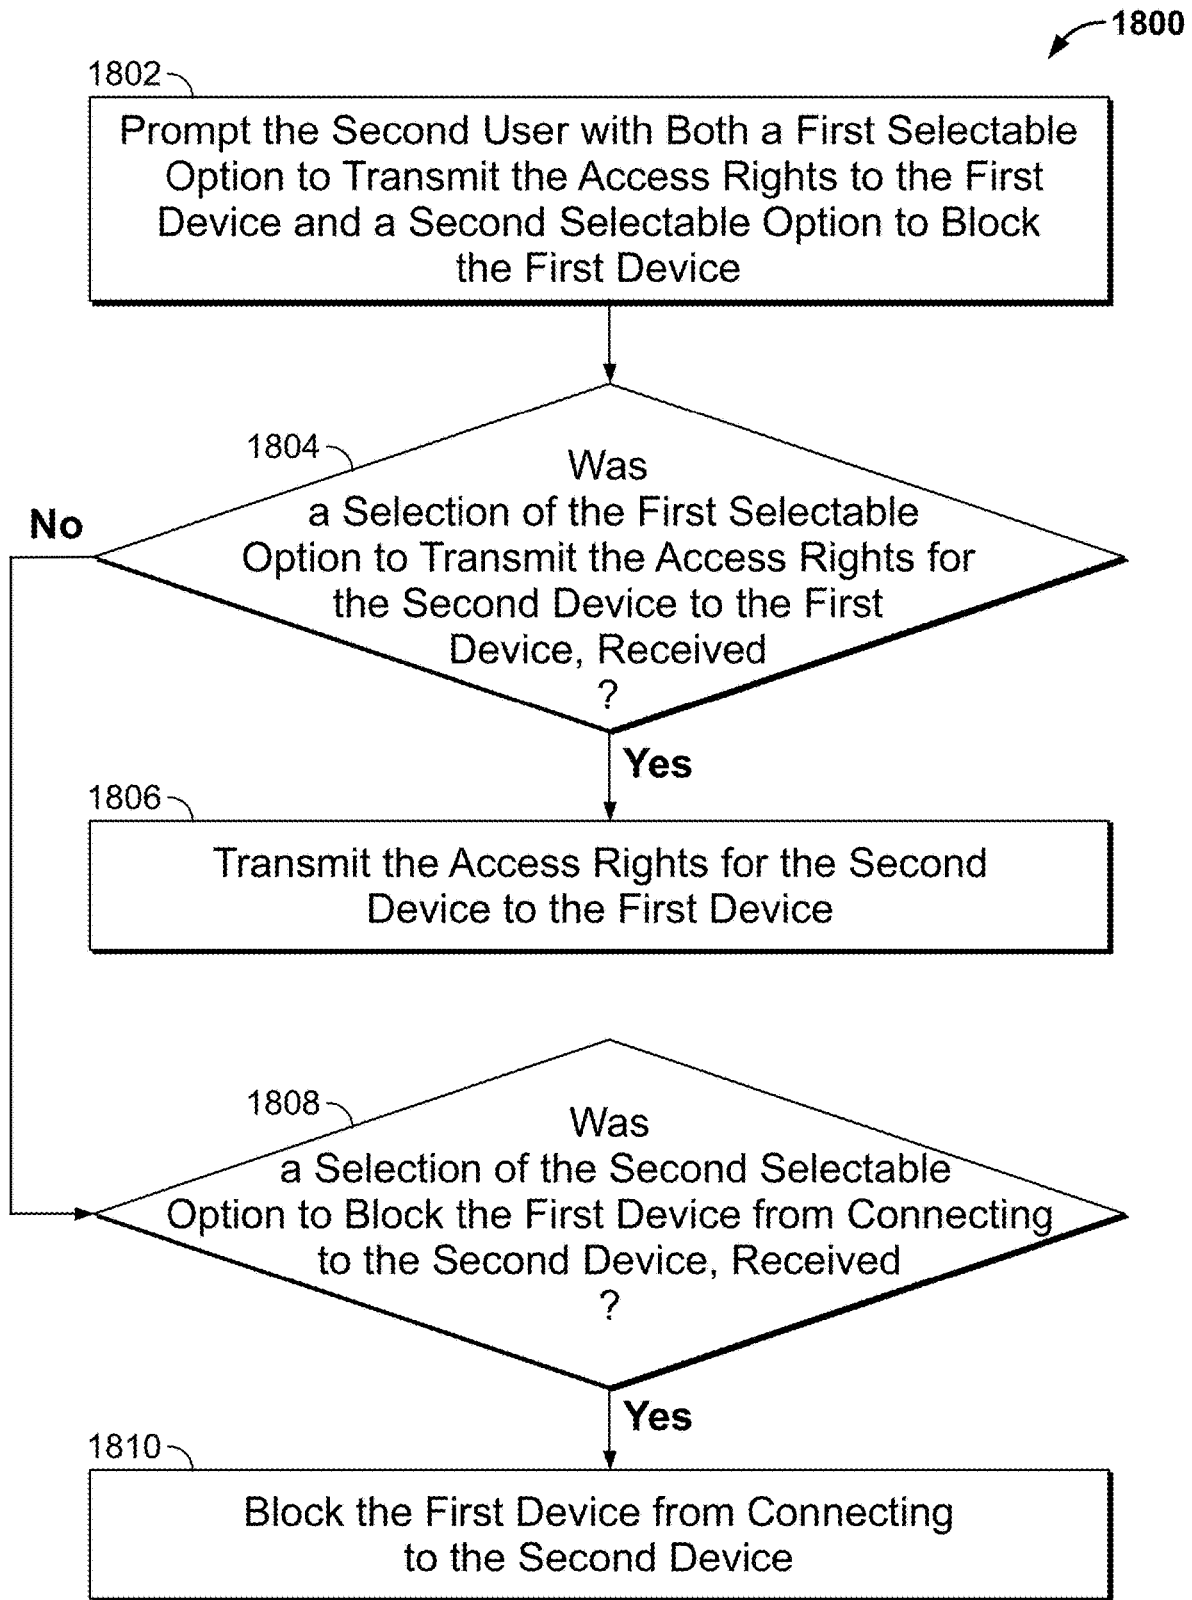 1800
1802
Prompt the Second User with Both a First Selectable
Option to Transmit the Access Rights to the First
Device and a Second Selectable Option to Block
the First Device
1804
Was
a Selection of the First Selectable
Option to Transmit the Access Rights for
the Second Device to the First
Device, Received
?
No
Yes
1806
Transmit the Access Rights for the Second
Device to the First Device
1808
Was
a Selection of the Second Selectable
Option to Block the First Device from Connecting
to the Second Device, Received
?
Yes
1810
Block the First Device from Connecting
to the Second Device